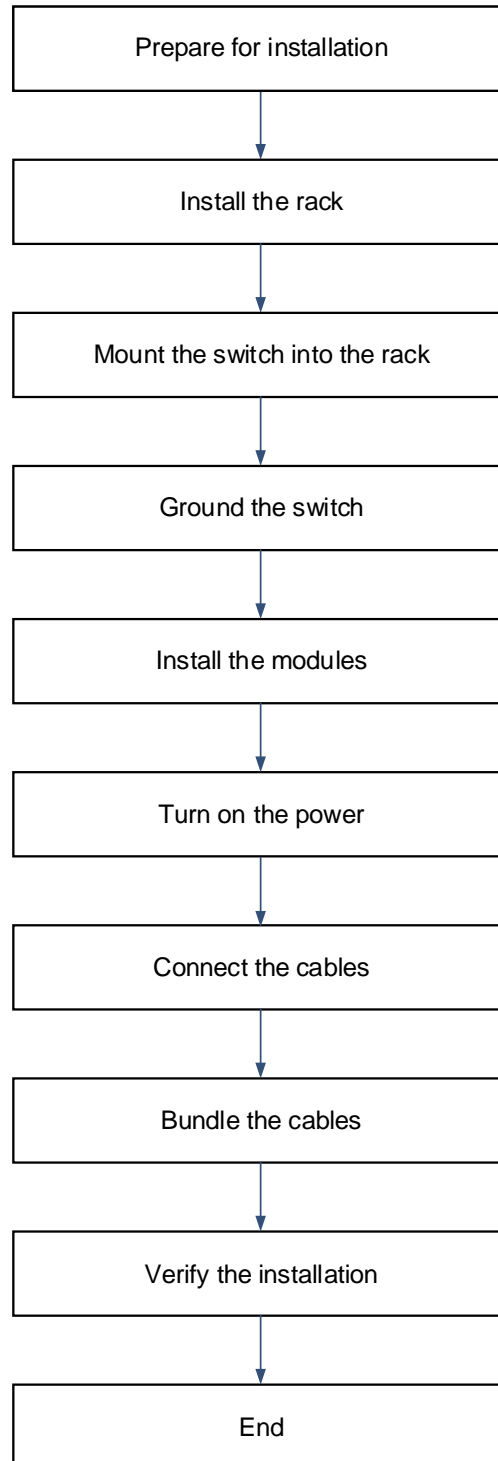 Prepare for installation
Install the rack
Mount the switch into the rack
Ground the switch
Install the modules
Turn on the power
Connect the cables
Bundle the cables
Verify the installation
End